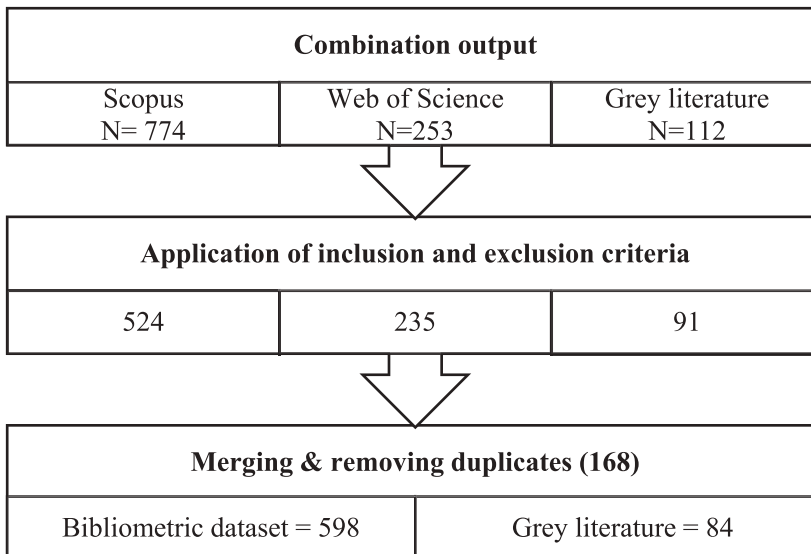 Combination output
Scopus
N= 774
Web of Science
N=253
Grey literature
N=112
Application of inclusion and exclusion criteria
524
235
91
Merging & removing duplicates (168)
Bibliometric dataset = 598
Grey literature = 84